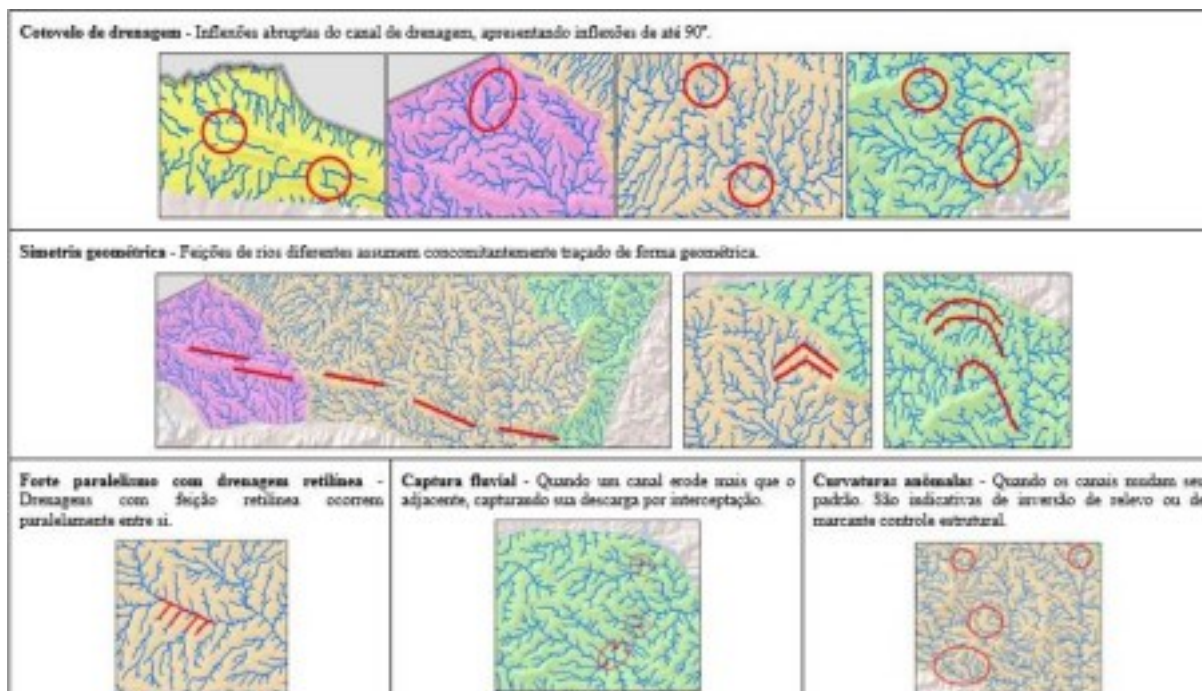 Cotovelo de drenagem - Inflexões abruptas do canal de drenagem, apresentando inflexões de até 90°.
Simetria geométrica - Feições de rios diferentes assumem concomitantemente traçado de forma geométrica.
Forte paralelismo com drenagem retilínea -
Drenagens com feição retilínea ocorrem
paralelamente entre si.
Captura fluvial - Quando um canal erode mais que o
adjacente, capturando sua descarga por interceptação.
Curvaturas anômalas - Quando os canais mudam seu
padrão. São indicativas de inversão de relevo ou de
marcante controle estrutural.